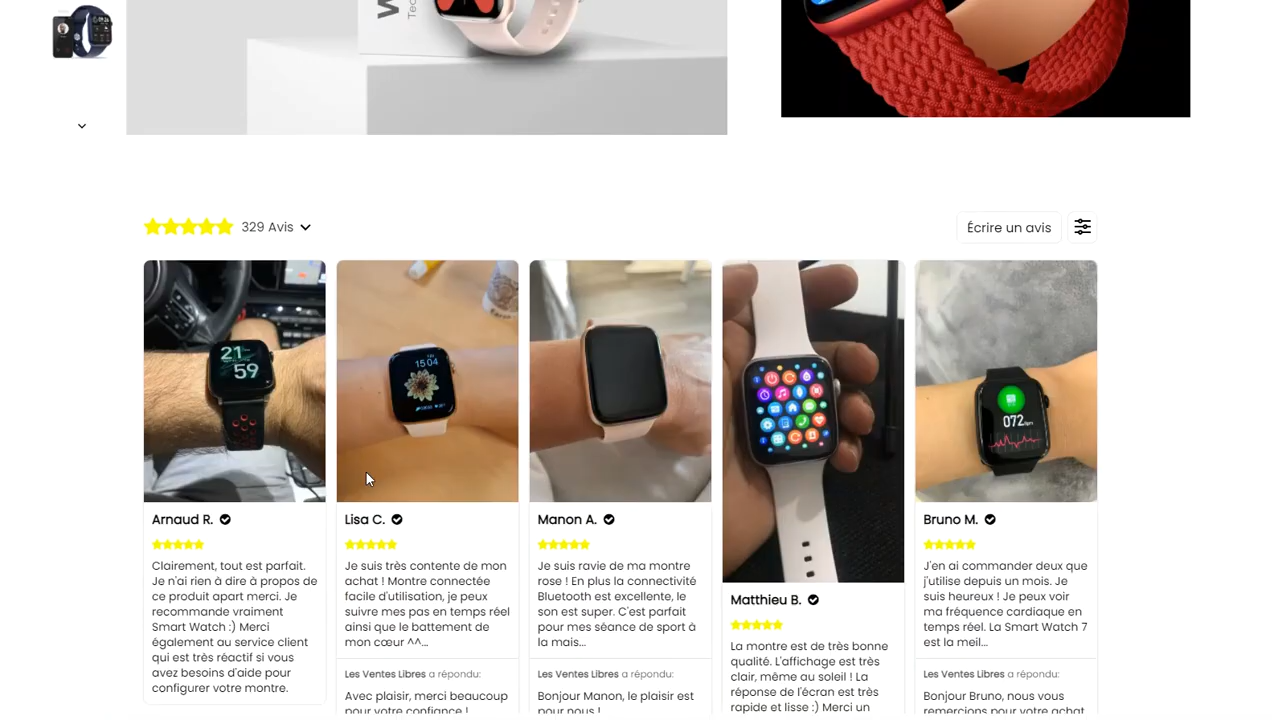 329 Avis
Écrire un avis
21
59
15 04
072
Arnaud R.
Clairement, tout est parfait.
Je n'ai rien à dire à propos de
ce produit apart merci. Je
recommande vraiment
Smart Watch :) Merci
également au service client
qui est très réactif si vous
avez besoins d'aide pour
configurer votre montre.
Lisa C.
Je suis très contente de mon
achat ! Montre connectée
facile d'utilisation, je peux
suivre mes pas en temps réel
ainsi que le battement de
mon cœur ^^...
Les Ventes Libres a répondu:
Avec plaisir, merci beaucoup
pour votre confiance !
Manon A.
Je suis ravie de ma montre
rose ! En plus la connectivité
Bluetooth est excellente, le
son est super. C'est parfait
pour mes séance de sport à
la mais...
Les Ventes Libres a répondu:
Bonjour Manon, le plaisir est
pour nous !
Matthieu B.
La montre est de très bonne
qualité. L'affichage est très
clair, même au soleil ! La
réponse de l'écran est très
rapide et lisse :) Merci un
Bruno M.
J'en ai commander deux que
j'utilise depuis un mois. Je
suis heureux ! Je peux voir
ma fréquence cardiaque en
temps réel. La Smart Watch 7
est la meil...
Les Ventes Libres a répondu:
Bonjour Bruno, nous vous
remercions pour votre achat